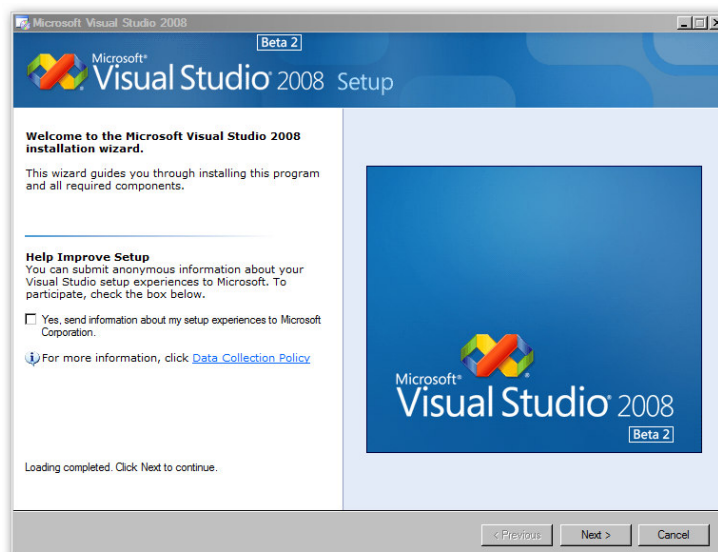 Microsoft Visual Studio 2008
Beta 2
Microsoft®
Visual Studio® 2008 Setup
Welcome to the Microsoft Visual Studio 2008
installation wizard.
This wizard guides you through installing this program
and all required components.
Help Improve Setup
You can submit anonymous information about your
Visual Studio setup experiences to Microsoft. To
participate, check the box below.
Yes, send information about my setup experiences to Microsoft
Corporation.
For more information, click Data Collection Policy
Loading completed. Click Next to continue.
Microsoft®
Visual Studio® 2008
Beta 2
< Previous
Next >
Cancel